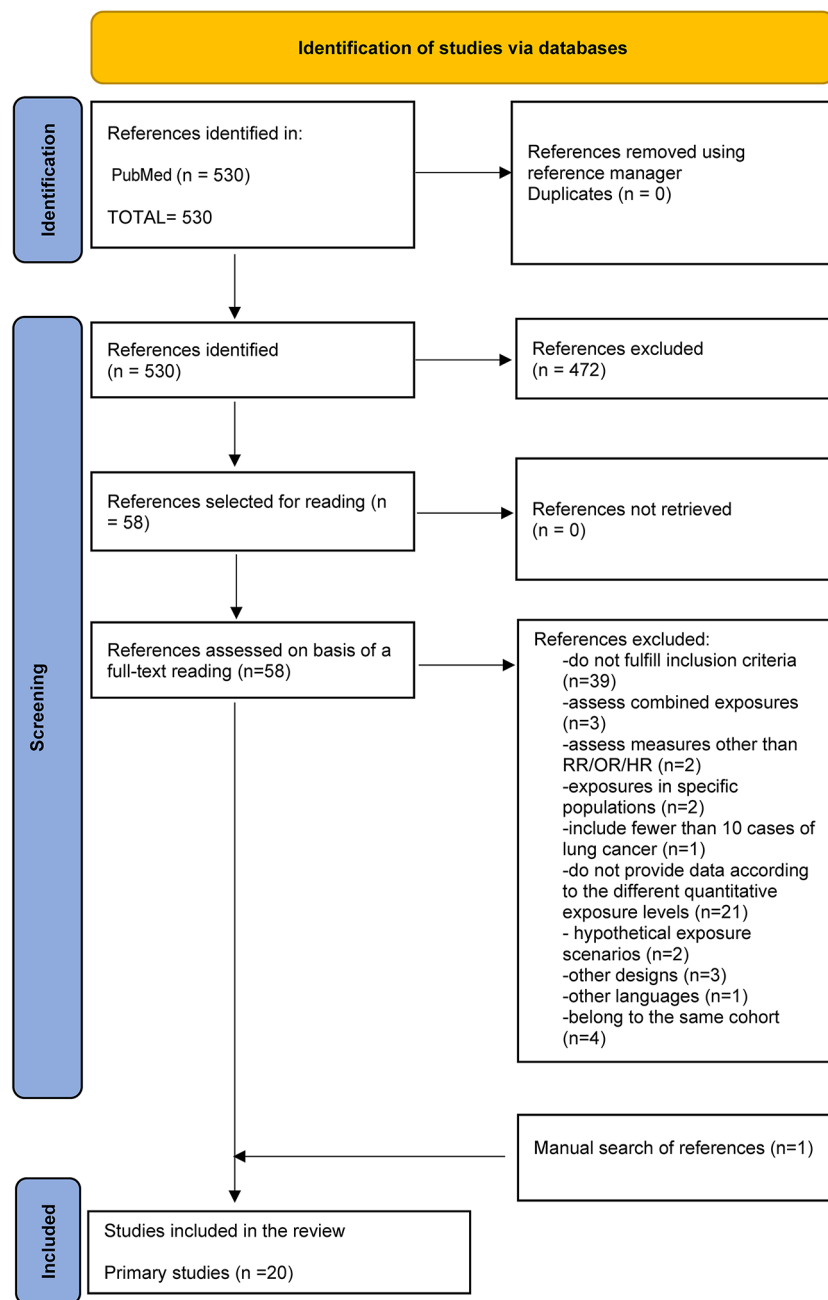 Identification of studies via databases
Identification
References identified in:
PubMed (n = 530)
TOTAL= 530
References removed using
reference manager
Duplicates (n = 0)
Screening
References identified
(n = 530)
References excluded
(n = 472)
References selected for reading (n
= 58)
References not retrieved
(n = 0)
References assessed on basis of a
full-text reading (n=58)
References excluded:
-do not fulfill inclusion criteria
(n=39)
-assess combined exposures
(n=3)
-assess measures other than
RR/OR/HR (n=2)
-exposures in specific
populations (n=2)
-include fewer than 10 cases of
lung cancer (n=1)
-do not provide data according
to the different quantitative
exposure levels (n=21)
- hypothetical exposure
scenarios (n=2)
-other designs (n=3)
-other languages (n=1)
-belong to the same cohort
(n=4)
Manual search of references (n=1)
Included
Studies included in the review
Primary studies (n =20)